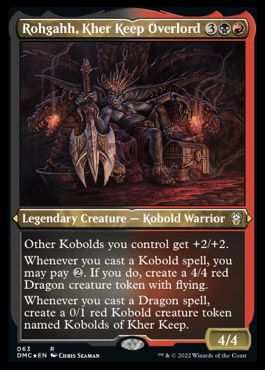 Rohgahh, Kher Keep Overlord 3
Legendary Creature — Kobold Warrior
Other Kobolds you control get +2/+2.
Whenever you cast a Kobold spell, you
may pay 2. If you do, create a 4/4 red
Dragon creature token with flying.
Whenever you cast a Dragon spell,
create a 0/1 red Kobold creature token
named Kobolds of Kher Keep.
4/4
063 R
DMC★EN Chris Seaman
™ & © 2022 Wizards of the Coast